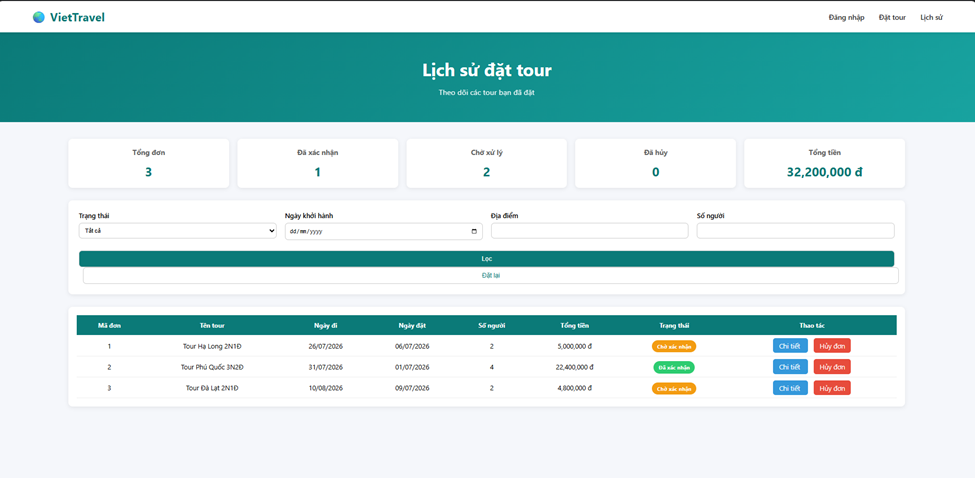 VietTravel Đăng nhập Đặt tour Lịch sử
Lịch sử đặt tour
Theo dõi các tour bạn đã đặt
Tổng đơn Đã xác nhận Chờ xử lý Đã hủy Tổng tiền
3 1 2 0 32,200,000 đ
Trạng thái Ngày khởi hành Địa điểm Số người
Tất cả dd/mm/yyyy
Lọc
Đặt lại
Mã đơn Tên tour Ngày đi Ngày đặt Số người Tổng tiền Trạng thái Thao tác
1 Tour Hạ Long 2N1Đ 26/07/2026 06/07/2026 2 5,000,000 đ Chờ xác nhận Chi tiết Hủy đơn
2 Tour Phú Quốc 3N2Đ 31/07/2026 01/07/2026 4 22,400,000 đ Đã xác nhận Chi tiết Hủy đơn
3 Tour Đà Lạt 2N1Đ 10/08/2026 09/07/2026 2 4,800,000 đ Chờ xác nhận Chi tiết Hủy đơn